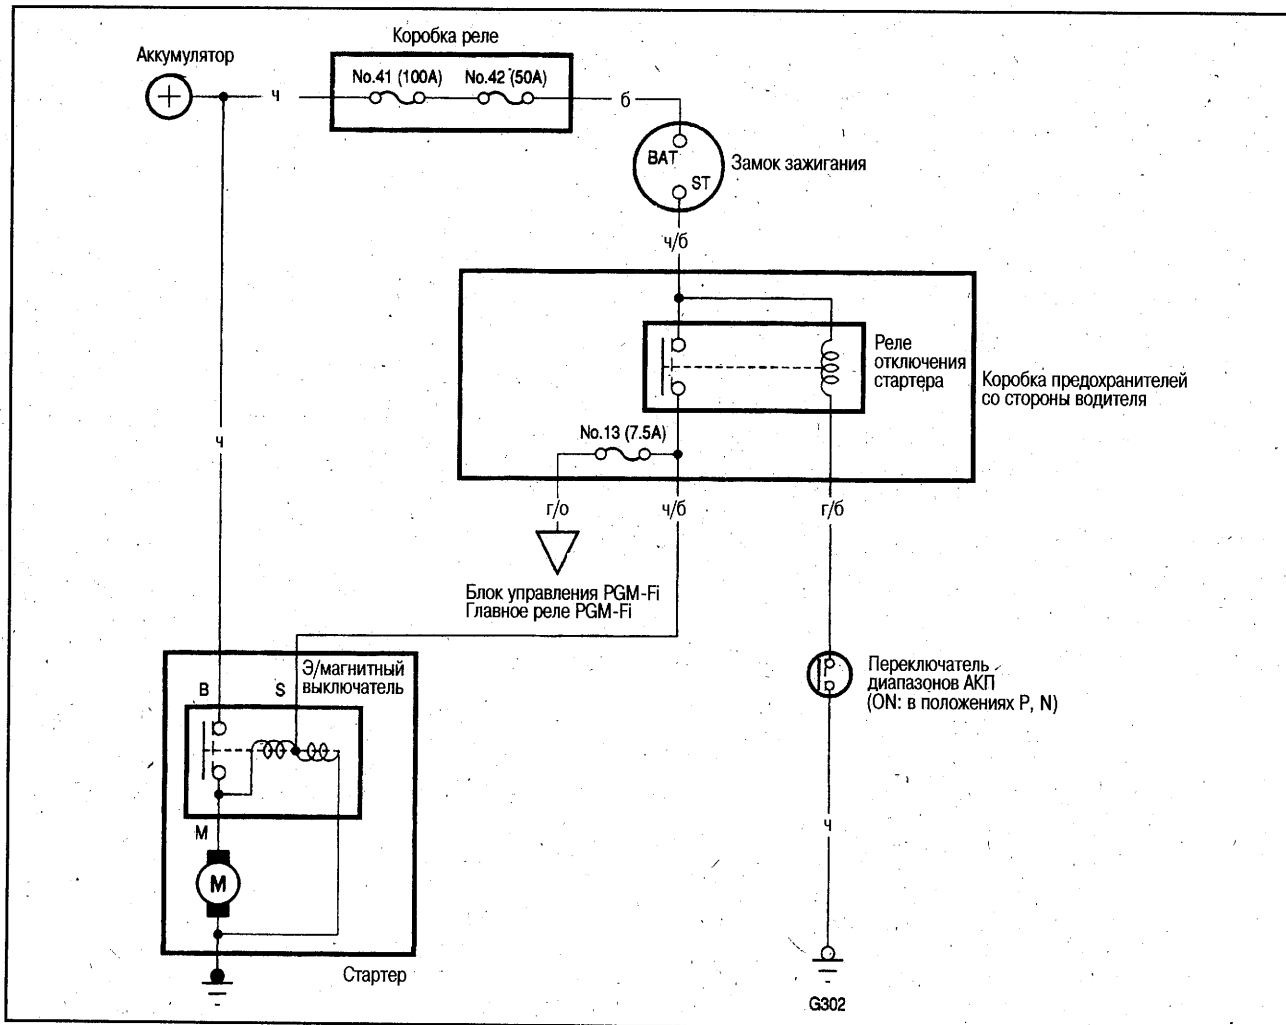 Коробка реле
Аккумулятор
No.41 (100A)
No.42 (50A)
+
ч
б
BAT
Замок зажигания
ST
ч/б
Реле
отключения
стартера
Коробка предохранителей
со стороны водителя
No.13 (7.5A)
ч
г/о
ч/б
г/б
Блок управления PGM-Fi
Главное реле PGM-Fi
Э/магнитный
выключатель
B
S
Переключатель
диапазонов АКП
(ON: в положениях P, N)
M
ч
M
Стартер
G302